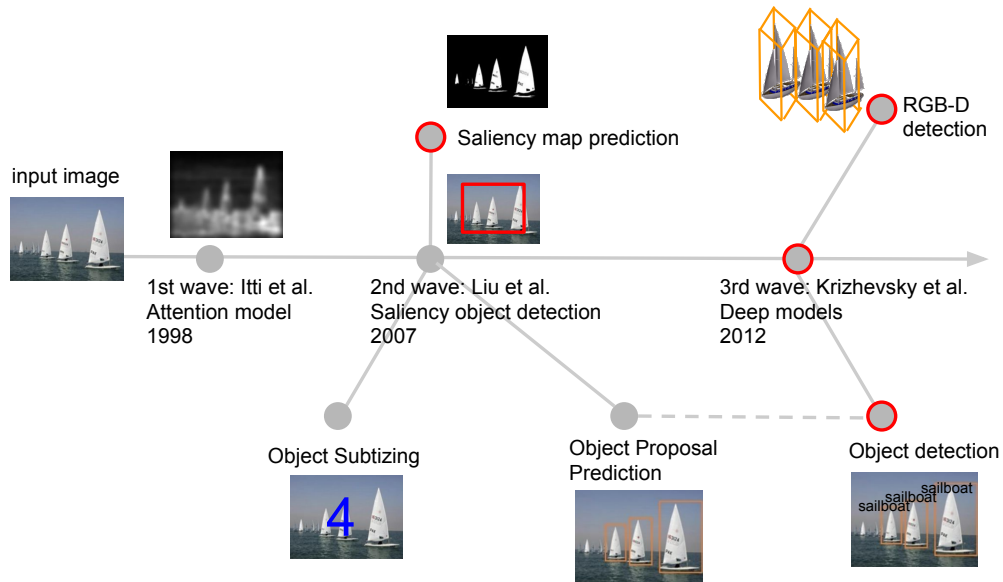 input image
Saliency map prediction
RGB-D
detection
1st wave: Itti et al.
Attention model
1998
2nd wave: Liu et al.
Saliency object detection
2007
3rd wave: Krizhevsky et al.
Deep models
2012
Object Subtizing
4
Object Proposal
Prediction
Object detection
sailboat
sailboat
sailboat